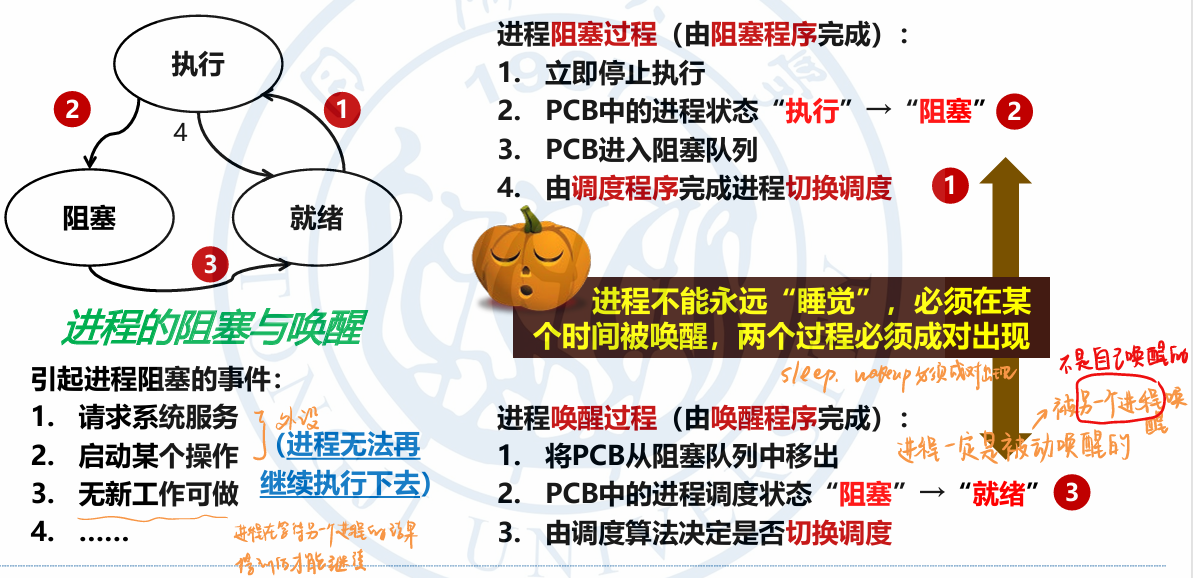 执行
2
1
4
阻塞
就绪
3
进程的阻塞与唤醒
引起进程阻塞的事件：
1. 请求系统服务
2. 启动某个操作
3. 无新工作可做
4. ……
外设
（进程无法再
继续执行下去）
进程在等待另一个进程的结果
得到后才能继续
进程阻塞过程（由阻塞程序完成）：
1. 立即停止执行
2. PCB中的进程状态“执行”→“阻塞” 2
3. PCB进入阻塞队列
4. 由调度程序完成进程切换调度 1
进程不能永远“睡觉”，必须在某
个时间被唤醒，两个过程必须成对出现
sleep. wakeup必须成对出现
不是自己唤醒的
被另一个进程唤
醒
进程一定是被动唤醒的
进程唤醒过程（由唤醒程序完成）：
1. 将PCB从阻塞队列中移出
2. PCB中的进程调度状态“阻塞”→“就绪” 3
3. 由调度算法决定是否切换调度